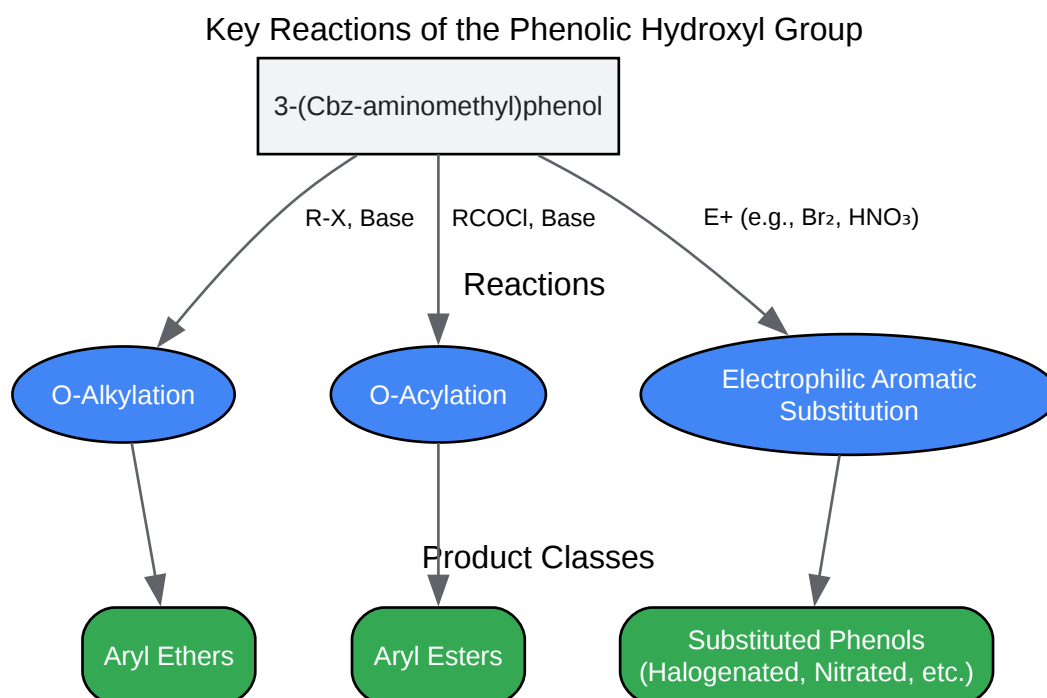 Key Reactions of the Phenolic Hydroxyl Group
3-(Cbz-aminomethyl)phenol
R-X, Base
RCOCl, Base
E+ (e.g., Br₂, HNO₃)
Reactions
O-Alkylation
O-Acylation
Electrophilic Aromatic
Substitution
Product Classes
Aryl Ethers
Aryl Esters
Substituted Phenols
(Halogenated, Nitrated, etc.)